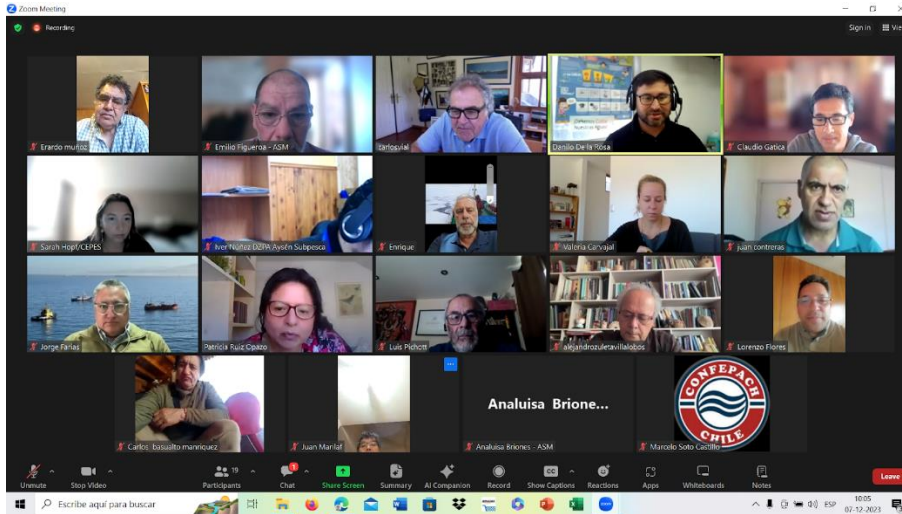 Zoom Meeting
Recording
Sign in
View
Erardo muñoz
Emilio Figueroa - ASM
carlosvial
Danilo De la Rosa
Claudio Gatica
Sarah Hopf/CEPES
Iver Núñez DZPA Aysén Subpesca
Enrique
Valeria Carvajal
juan contreras
Jorge Farias
Patricia Ruiz Opazo
Luis Pichott
alejandrozuletavillalobos
Lorenzo Flores
Carlos basualto manriquez
Juan Marilaf
Analuisa Brione...
Analuisa Briones - ASM
CONFEPACH
CHILE
Marcelo Soto Castillo
Unmute
Stop Video
Participants
19
Chat
1
Share Screen
Summary
AI Companion
Record
CC
Show Captions
Reactions
Apps
Whiteboards
Notes
Leave
Escribe aquí para buscar
ESP
10:05
07-12-2023